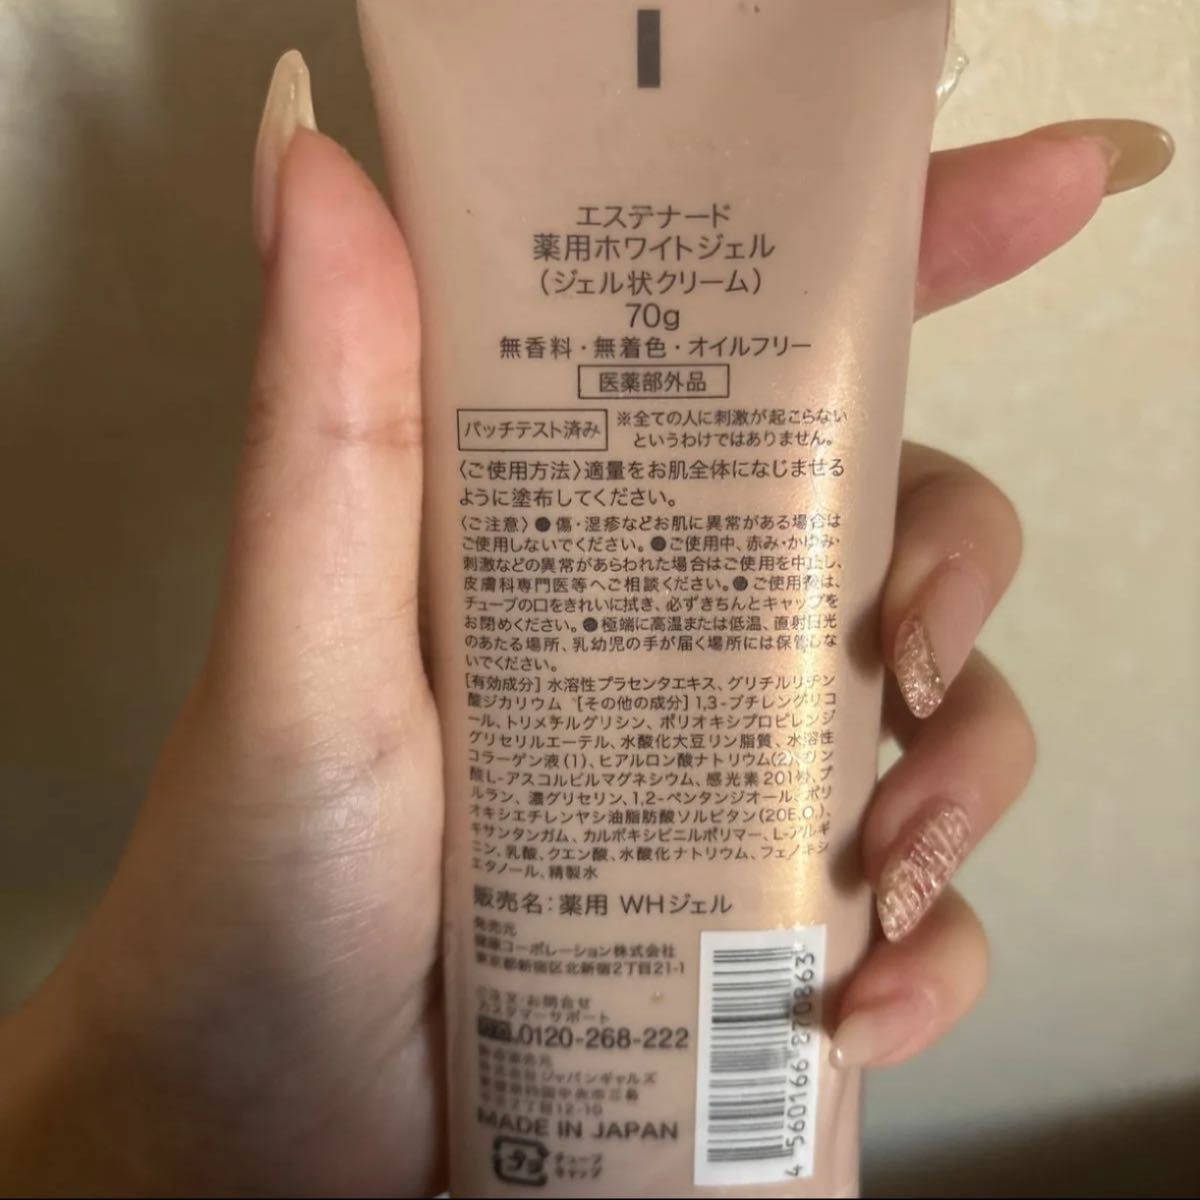 エステナード
薬用ホワイトジェル
（ジェル状クリーム）
70g
無香料・無着色・オイルフリー
医薬部外品
パッチテスト済み
※全ての人に刺激が起こらない
というわけではありません。
〈ご使用方法〉適量をお肌全体になじませる
ように塗布してください。
〈ご注意〉●傷・湿疹などお肌に異常がある場合は
ご使用しないでください。●ご使用中、赤み・かゆみ・
刺激などの異常があらわれた場合はご使用を中止し、
皮膚科専門医等へご相談ください。●ご使用後は、
チューブの口をきれいに拭き、必ずきちんとキャップを
お閉めください。●極端に高温または低温、直射日光
のあたる場所、乳幼児の手が届く場所には保管しな
いでください。
[有効成分] 水溶性プラセンタエキス、グリチルリチン
酸ジカリウム [その他の成分] 1,3-ブチレングリコ
ール、トリメチルグリシン、ポリオキシプロピレンジ
グリセリルエーテル、水酸化大豆リン脂質、水溶性
コラーゲン液(1)、ヒアルロン酸ナトリウム(2)、リン
酸L-アスコルビルマグネシウム、感光素201号、プ
ルラン、濃グリセリン、1,2-ペンタンジオール、ポリ
オキシエチレンヤシ油脂肪酸ソルビタン(20E.O.)、
キサンタンガム、カルボキシビニルポリマー、L-アルギ
ニン、乳酸、クエン酸、水酸化ナトリウム、フェノキシ
エタノール、精製水
販売名：薬用 WHジェル
発売元
健康コーポレーション株式会社
東京都新宿区北新宿2丁目21-1
ご注文・お問合せ
カスタマーサポート
0120-268-222
製造販売元
株式会社ジャパンギャルズ
12-10
MADE IN JAPAN
プラ
チューブ
キャップ
4 560166 270863